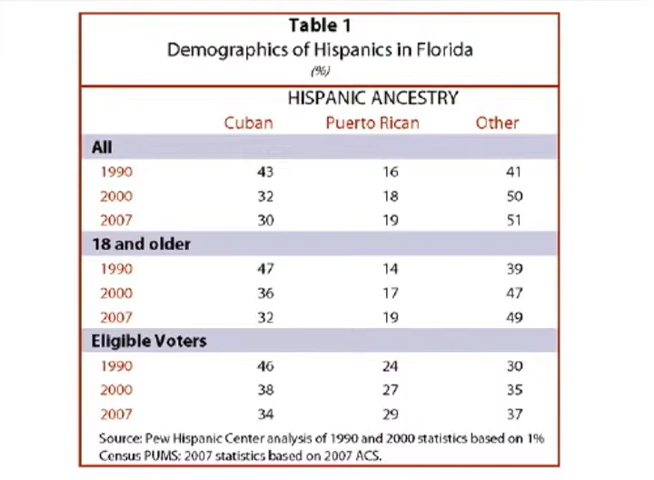 Table 1
Demographics of Hispanics in Florida
(%)
HISPANIC ANCESTRY
Cuban Puerto Rican Other
All
1990 43 16 41
2000 32 18 50
2007 30 19 51
18 and older
1990 47 14 39
2000 36 17 47
2007 32 19 49
Eligible Voters
1990 46 24 30
2000 38 27 35
2007 34 29 37
Source: Pew Hispanic Center analysis of 1990 and 2000 statistics based on 1%
Census PUMS; 2007 statistics based on 2007 ACS.